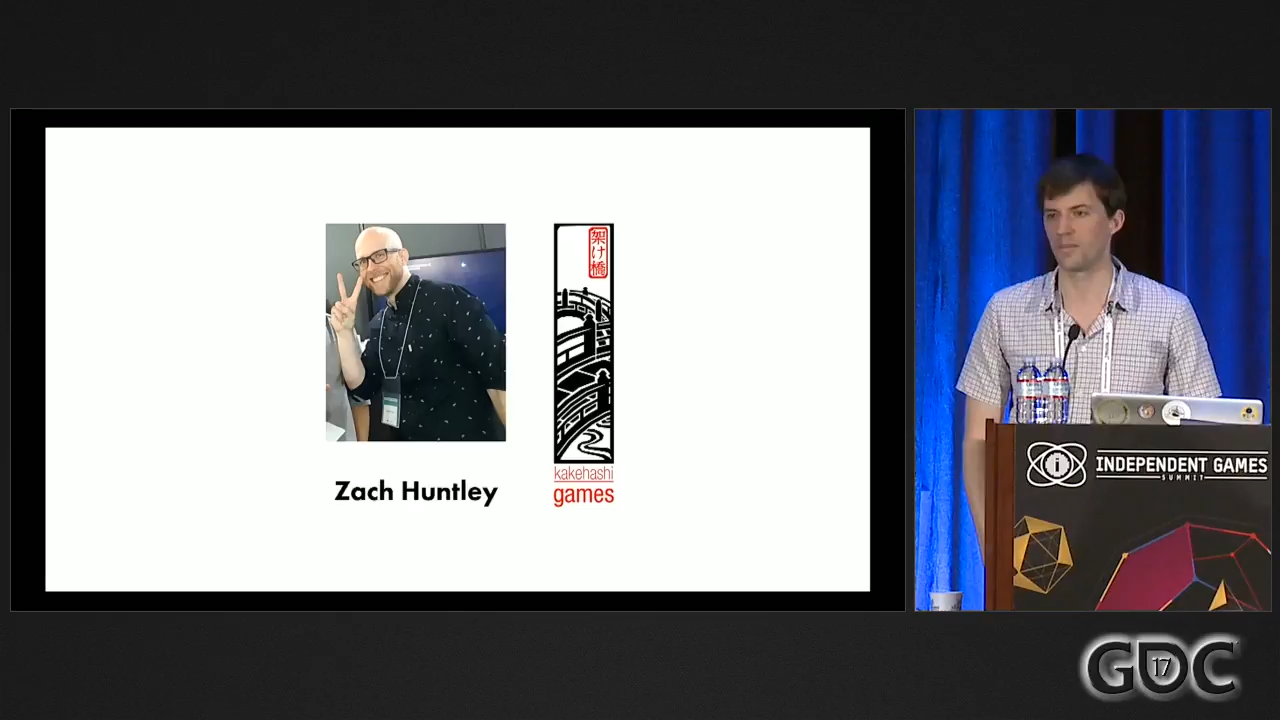 架け橋
Zach Huntley
kakehashi
games
INDEPENDENT GAMES
SUMMIT
GDC
17